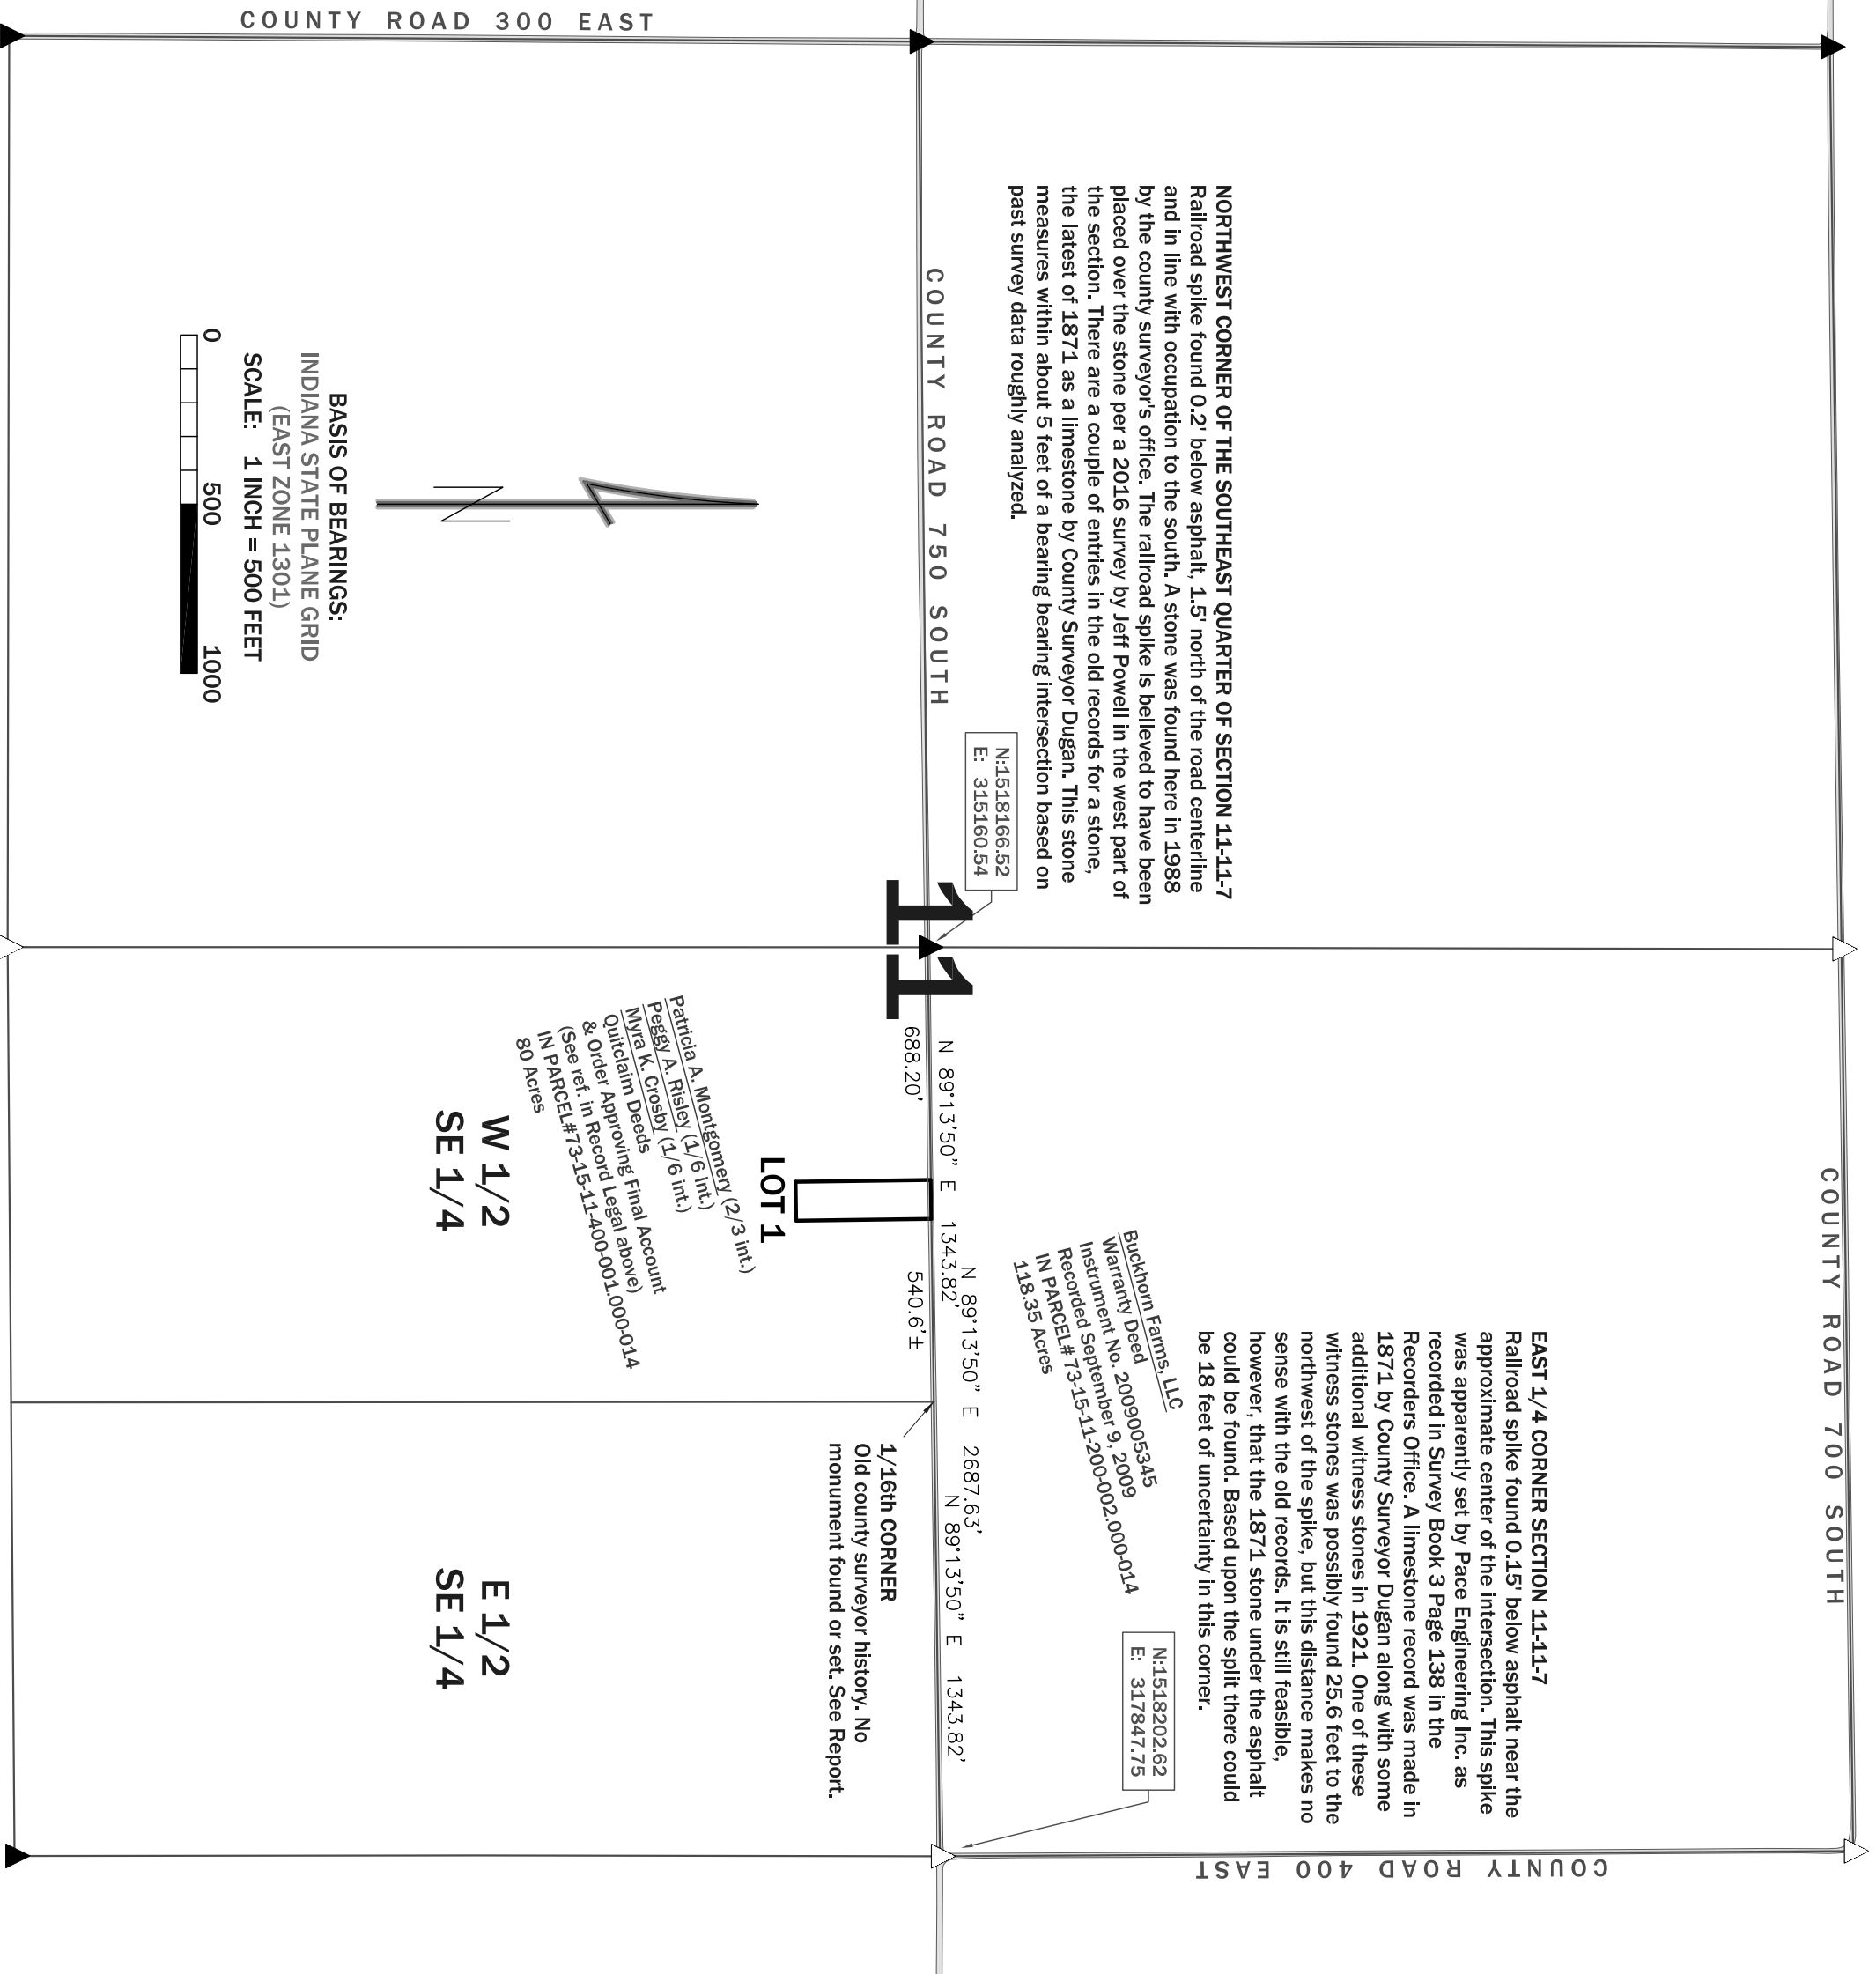 COUNTY ROAD 700 SOUTH
COUNTY ROAD 300 EAST
COUNTY ROAD 400 EAST
NORTHWEST CORNER OF THE SOUTHEAST QUARTER OF SECTION 11-11-7
Railroad spike found 0.2' below asphalt, 1.5' north of the road centerline
and in line with occupation to the south. A stone was found here in 1988
by the county surveyor's office. The railroad spike is believed to have been
placed over the stone per a 2016 survey by Jeff Powell in the west part of
the section. There are a couple of entries in the old records for a stone,
the latest of 1871 as a limestone by County Surveyor Dugan. This stone
measures within about 5 feet of a bearing bearing intersection based on
past survey data roughly analyzed.
EAST 1/4 CORNER SECTION 11-11-7
Railroad spike found 0.15' below asphalt near the
approximate center of the intersection. This spike
was apparently set by Pace Engineering Inc. as
recorded in Survey Book 3 Page 138 in the
Recorders Office. A limestone record was made in
1871 by County Surveyor Dugan along with some
additional witness stones in 1921. One of these
witness stones was possibly found 25.6 feet to the
northwest of the spike, but this distance makes no
sense with the old records. It is still feasible,
however, that the 1871 stone under the asphalt
could be found. Based upon the split there could
be 18 feet of uncertainty in this corner.
Buckhorn Farms, LLC
Warranty Deed
Instrument No. 200905345
Recorded September 9, 2009
IN PARCEL#73-15-11-200-002.000-014
118.35 Acres
N:1518202.62
E: 317847.75
N:1518166.52
E: 315160.54
COUNTY ROAD 750 SOUTH
11
N 89°13'50" E 2687.63'
N 89°13'50" E 1343.82'
N 89°13'50" E 1343.82'
688.20'
540.6'±
1/16th CORNER
Old county surveyor history. No
monument found or set. See Report.
LOT 1
Patricia A. Montgomery (2/3 int.)
Peggy A. Risley (1/6 int.)
Myra K. Crosby (1/6 int.)
Quitclaim Deeds
& Order Approving Final Account
(See ref. in Record Legal above)
IN PARCEL#73-15-11-400-001.000-014
80 Acres
W 1/2
SE 1/4
E 1/2
SE 1/4
N
BASIS OF BEARINGS:
INDIANA STATE PLANE GRID
(EAST ZONE 1301)
SCALE: 1 INCH = 500 FEET
0 500 1000